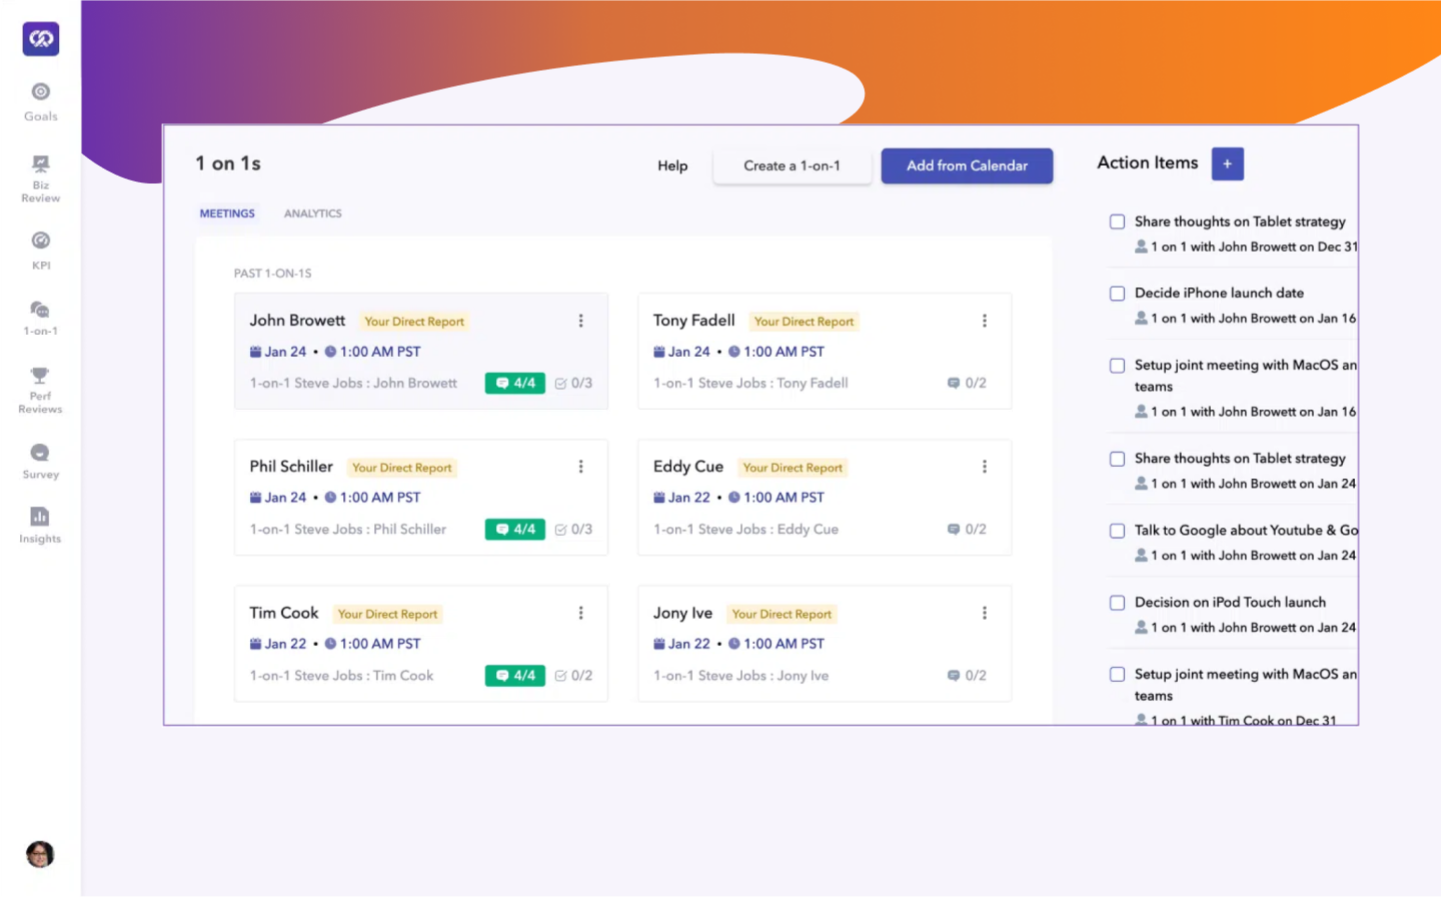 Goals
Biz
Review
KPI
1-on-1
Perf
Reviews
Survey
Insights
1 on 1s
Help
Create a 1-on-1
Add from Calendar
MEETINGS
ANALYTICS
PAST 1-ON-1S
John Browett Your Direct Report
Jan 24 • 1:00 AM PST
1-on-1 Steve Jobs : John Browett 4/4 0/3
Tony Fadell Your Direct Report
Jan 24 • 1:00 AM PST
1-on-1 Steve Jobs : Tony Fadell 0/2
Phil Schiller Your Direct Report
Jan 24 • 1:00 AM PST
1-on-1 Steve Jobs : Phil Schiller 4/4 0/3
Eddy Cue Your Direct Report
Jan 22 • 1:00 AM PST
1-on-1 Steve Jobs : Eddy Cue 0/2
Tim Cook Your Direct Report
Jan 22 • 1:00 AM PST
1-on-1 Steve Jobs : Tim Cook 4/4 0/2
Jony Ive Your Direct Report
Jan 22 • 1:00 AM PST
1-on-1 Steve Jobs : Jony Ive 0/2
Action Items +
Share thoughts on Tablet strategy
1 on 1 with John Browett on Dec 31
Decide iPhone launch date
1 on 1 with John Browett on Jan 16
Setup joint meeting with MacOS an
teams
1 on 1 with John Browett on Jan 16
Share thoughts on Tablet strategy
1 on 1 with John Browett on Jan 24
Talk to Google about Youtube & Go
1 on 1 with John Browett on Jan 24
Decision on iPod Touch launch
1 on 1 with John Browett on Jan 24
Setup joint meeting with MacOS an
teams
1 on 1 with Tim Cook on Dec 31